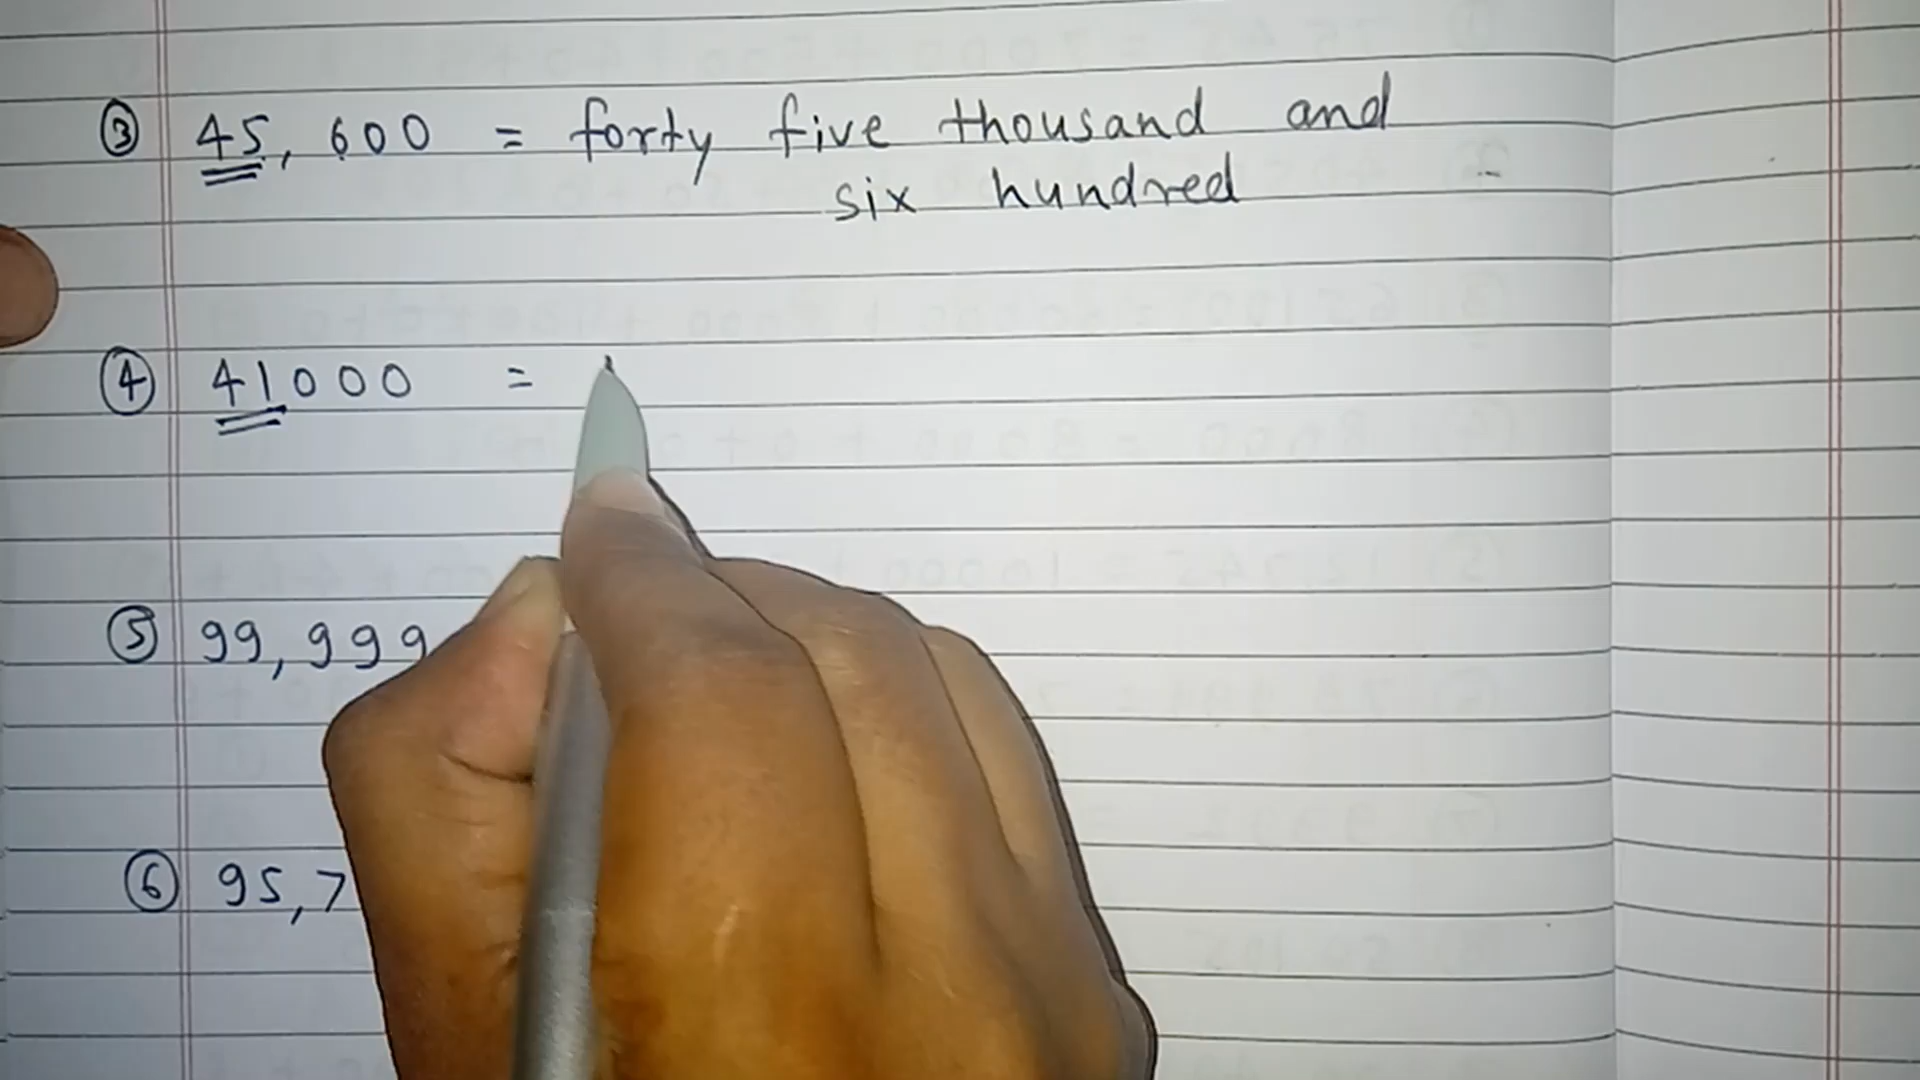 ③ 45, 600 = forty five thousand and
six hundred
④ 41000 =
⑤ 99, 999
⑥ 95, 7